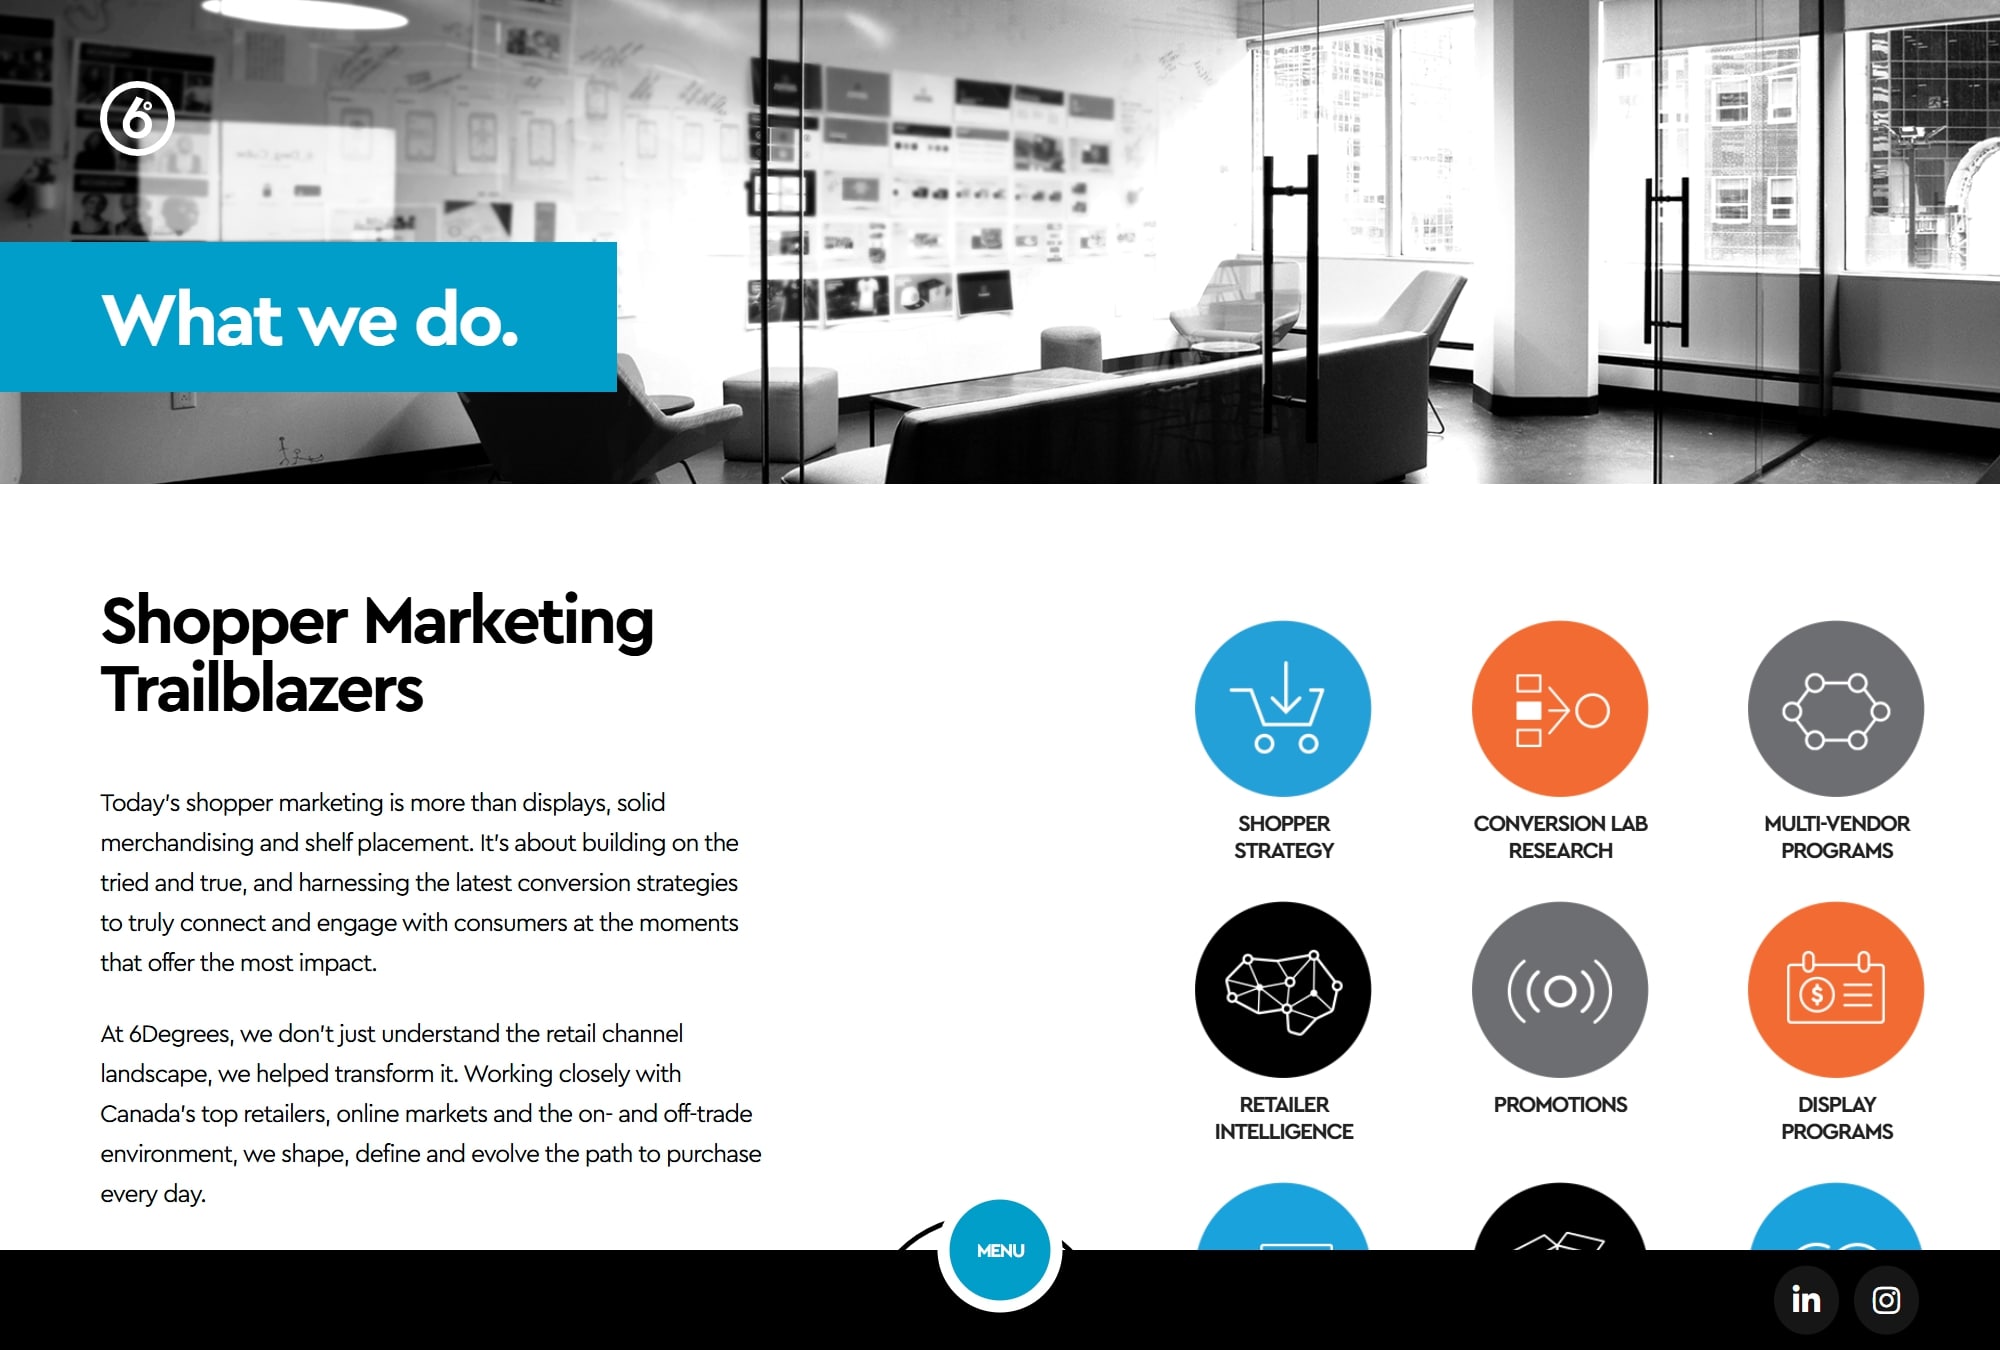 6°
What we do.
Shopper Marketing
Trailblazers
Today's shopper marketing is more than displays, solid
merchandising and shelf placement. It's about building on the
tried and true, and harnessing the latest conversion strategies
to truly connect and engage with consumers at the moments
that offer the most impact.
At 6Degrees, we don't just understand the retail channel
landscape, we helped transform it. Working closely with
Canada's top retailers, online markets and the on- and off-trade
environment, we shape, define and evolve the path to purchase
every day.
SHOPPER
STRATEGY
CONVERSION LAB
RESEARCH
MULTI-VENDOR
PROGRAMS
RETAILER
INTELLIGENCE
PROMOTIONS
$
DISPLAY
PROGRAMS
MENU
in